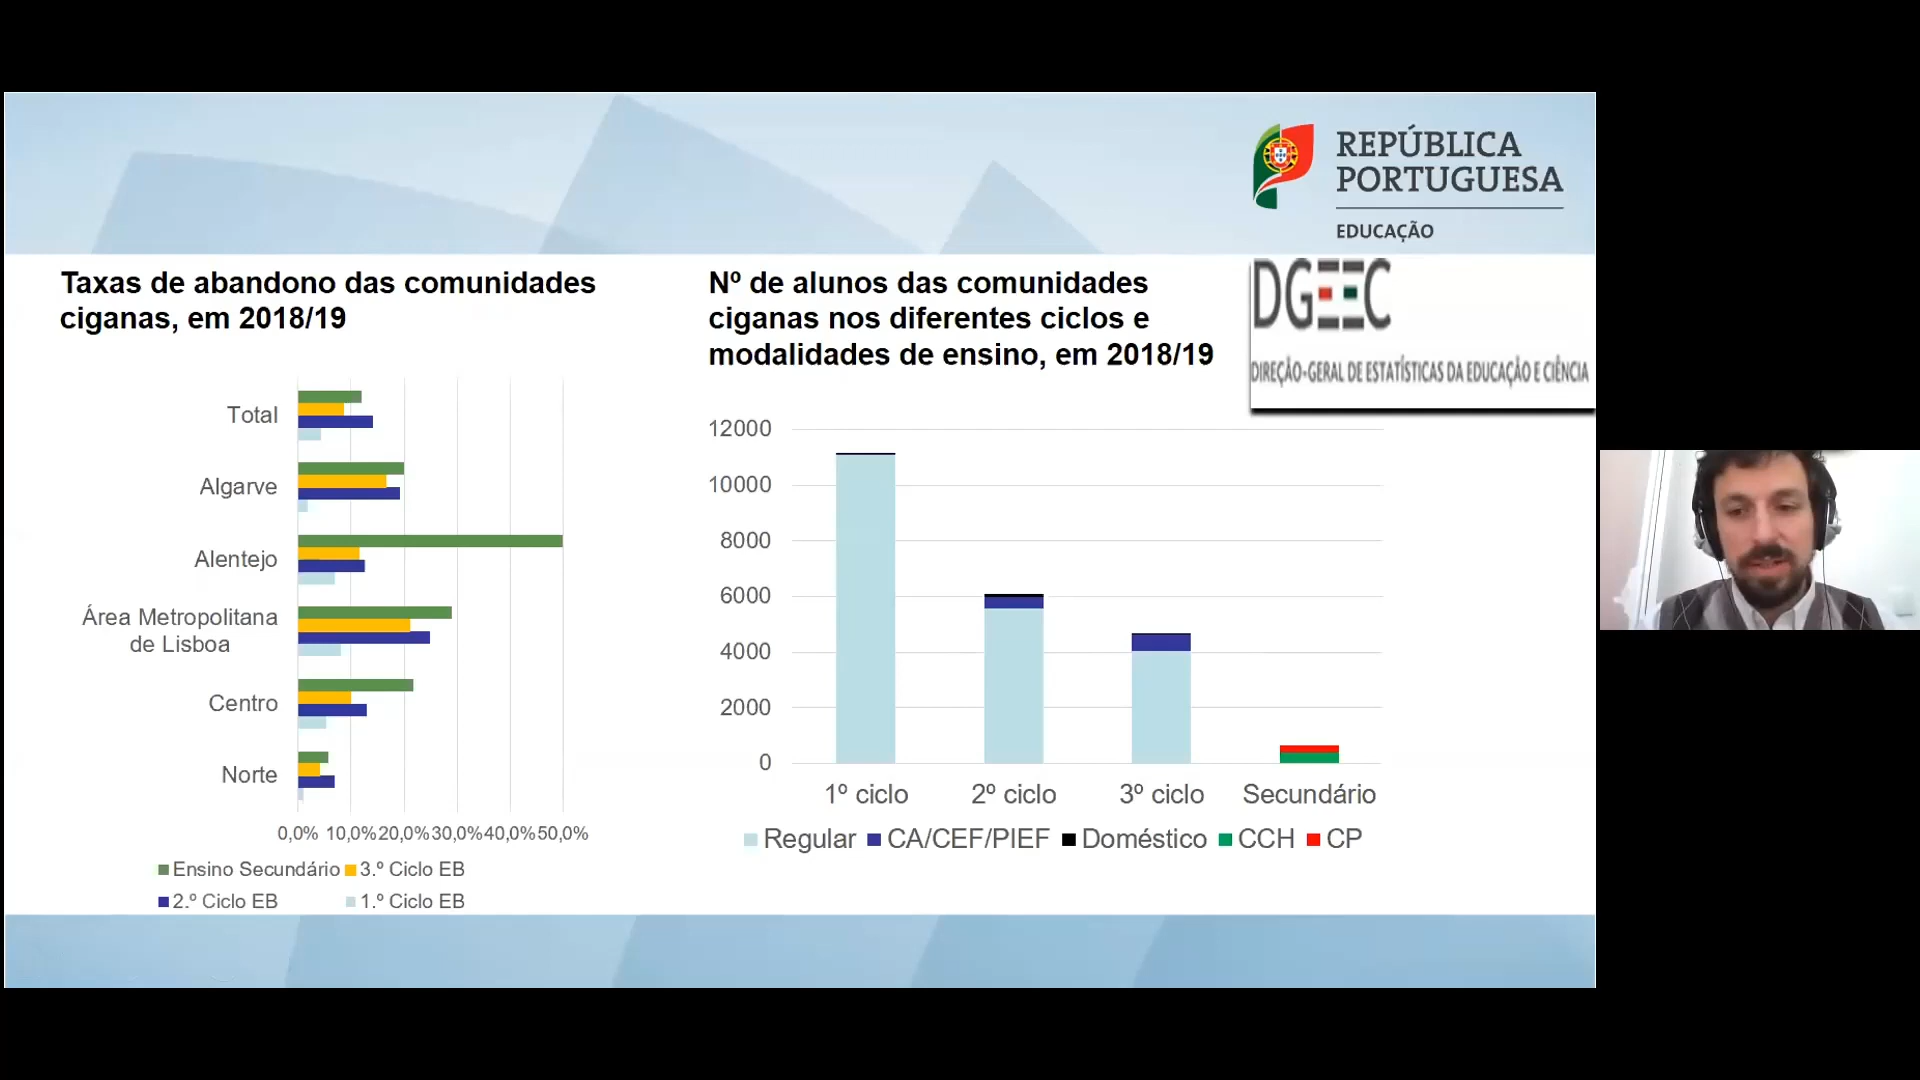 REPÚBLICA
PORTUGUESA
EDUCAÇÃO
DGEEC
DIREÇÃO-GERAL DE ESTATÍSTICAS DA EDUCAÇÃO E CIÊNCIA
Taxas de abandono das comunidades
ciganas, em 2018/19
Total
Algarve
Alentejo
Área Metropolitana
de Lisboa
Centro
Norte
0,0% 10,0% 20,0% 30,0% 40,0% 50,0%
Ensino Secundário 3.º Ciclo EB
2.º Ciclo EB 1.º Ciclo EB
Nº de alunos das comunidades
ciganas nos diferentes ciclos e
modalidades de ensino, em 2018/19
12000
10000
8000
6000
4000
2000
0
1º ciclo 2º ciclo 3º ciclo Secundário
Regular CA/CEF/PIEF Doméstico CCH CP